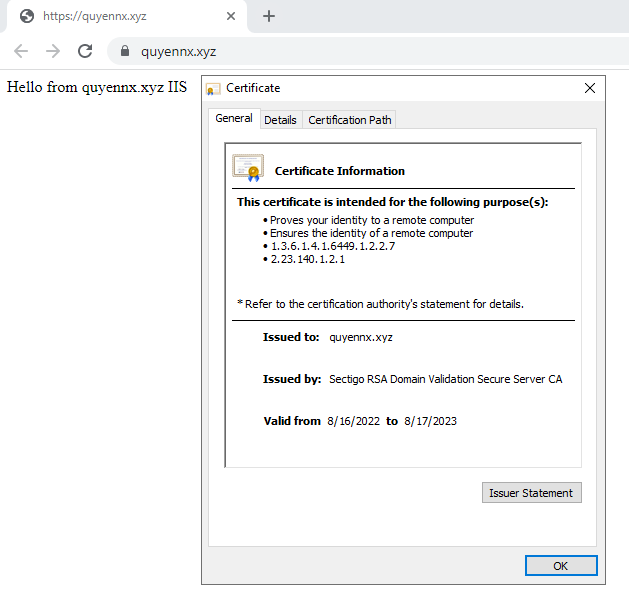 https://quyennx.xyz
quyennx.xyz
Hello from quyennx.xyz IIS
Certificate
General Details Certification Path
Certificate Information
This certificate is intended for the following purpose(s):
• Proves your identity to a remote computer
• Ensures the identity of a remote computer
• 1.3.6.1.4.1.6449.1.2.2.7
• 2.23.140.1.2.1
* Refer to the certification authority's statement for details.
Issued to: quyennx.xyz
Issued by: Sectigo RSA Domain Validation Secure Server CA
Valid from 8/16/2022 to 8/17/2023
Issuer Statement
OK